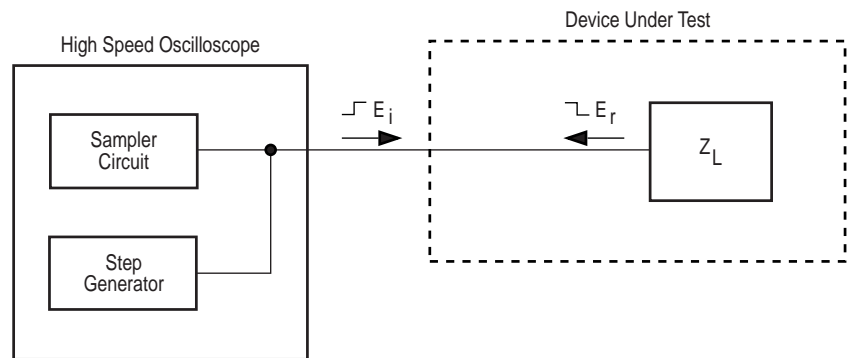 Device Under Test
High Speed Oscilloscope
E i
E r
Sampler
Circuit
Z L
Step
Generator